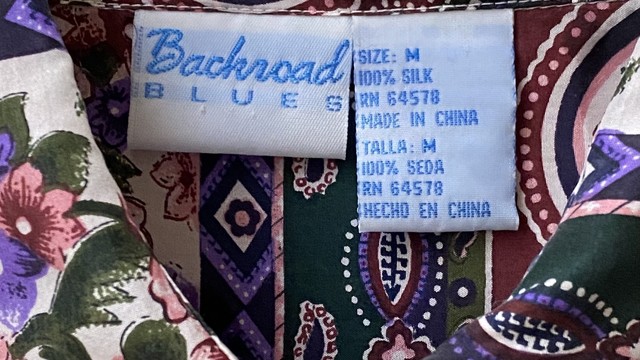 Backroad
BLUES
SIZE: M
100% SILK
RN 64578
MADE IN CHINA
TALLA: M
100% SEDA
RN 64578
HECHO EN CHINA